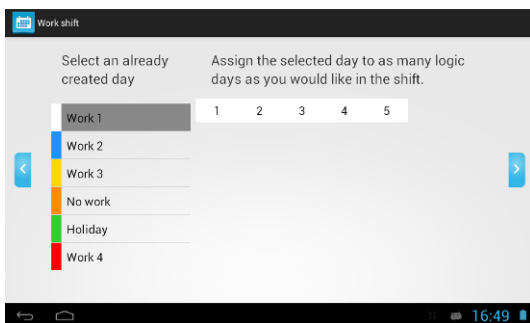 Work shift
Select an already
created day
Assign the selected day to as many logic
days as you would like in the shift.
Work 1
Work 2
Work 3
No work
Holiday
Work 4
1 2 3 4 5
16:49